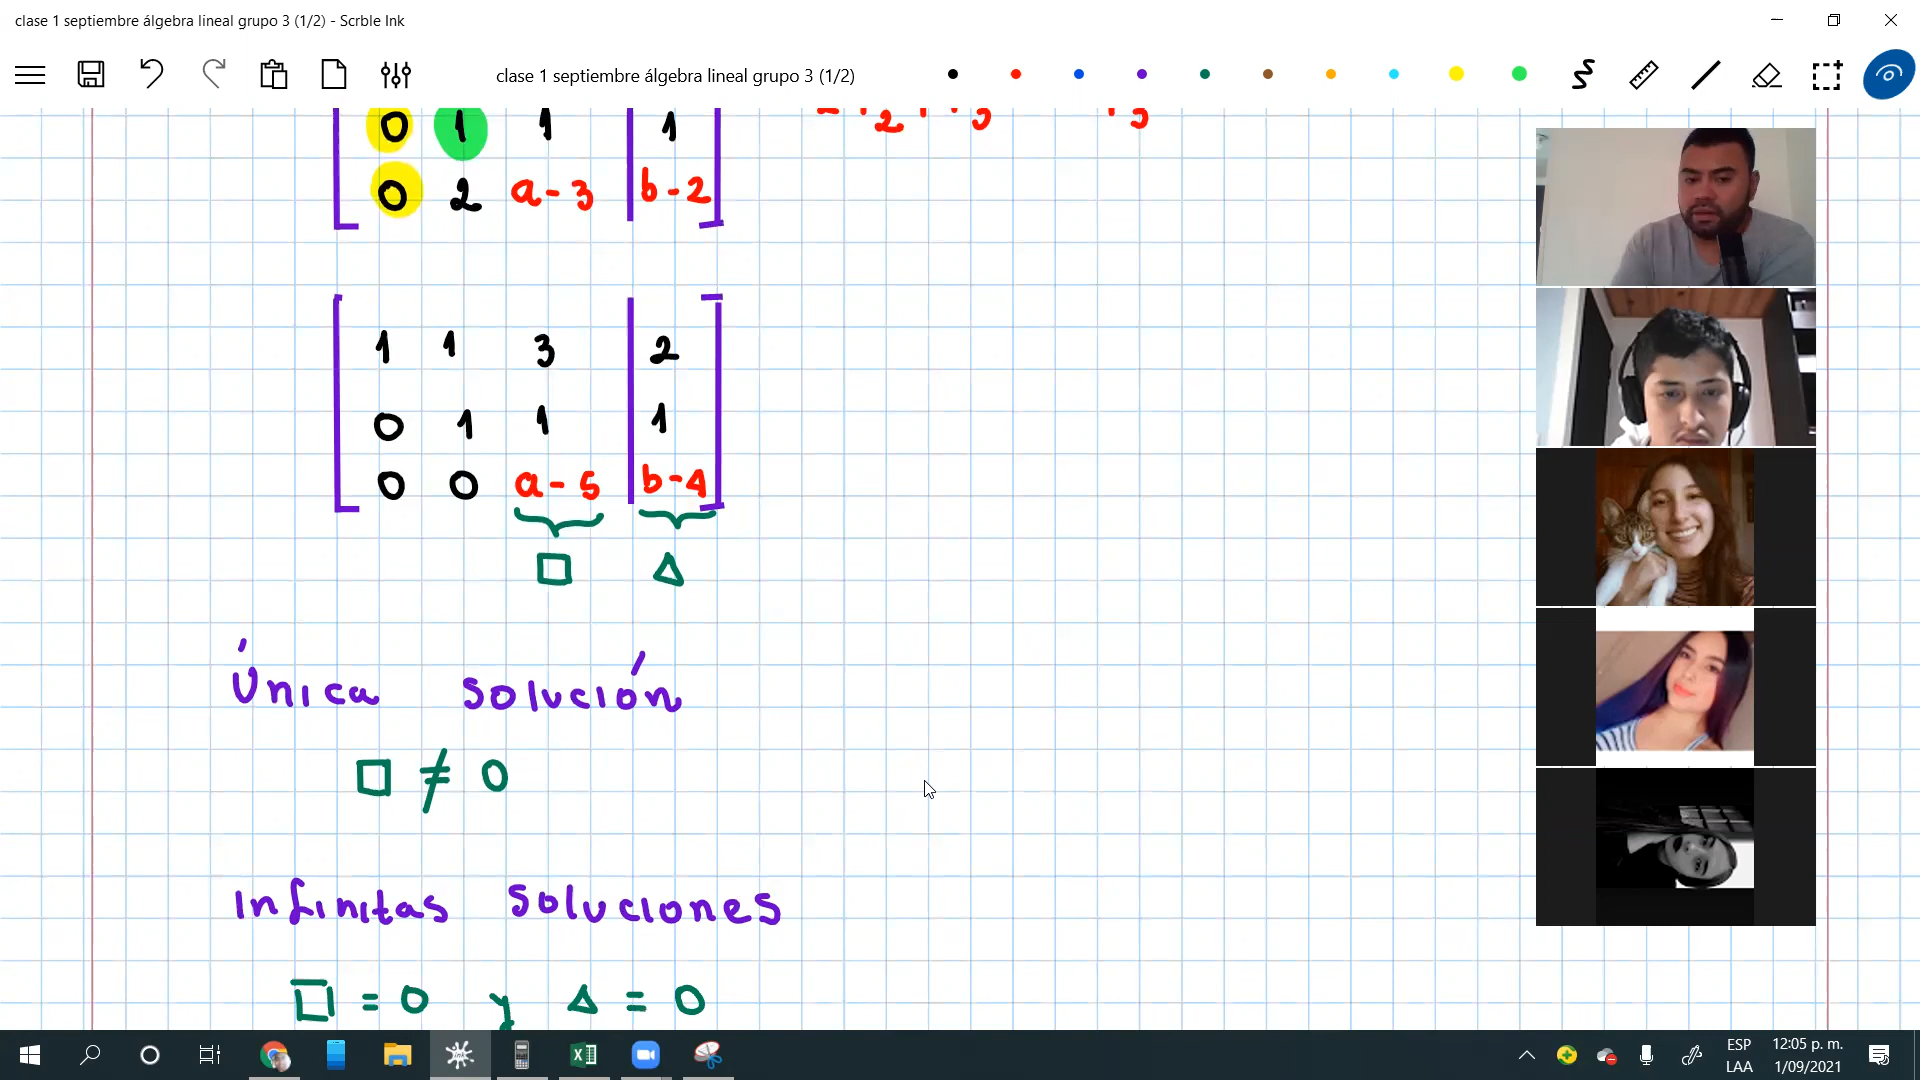 clase 1 septiembre álgebra lineal grupo 3 (1/2) - Scrble Ink
clase 1 septiembre álgebra lineal grupo 3 (1/2)
0 1 1 1
0 2 a-3 b-2
1 1 3 2
0 1 1 1
0 0 a-5 b-4
□ △
Única solución
□ ≠ 0
Infinitas soluciones
□ = 0 y △ = 0
ESP
LAA
12:05 p. m.
1/09/2021